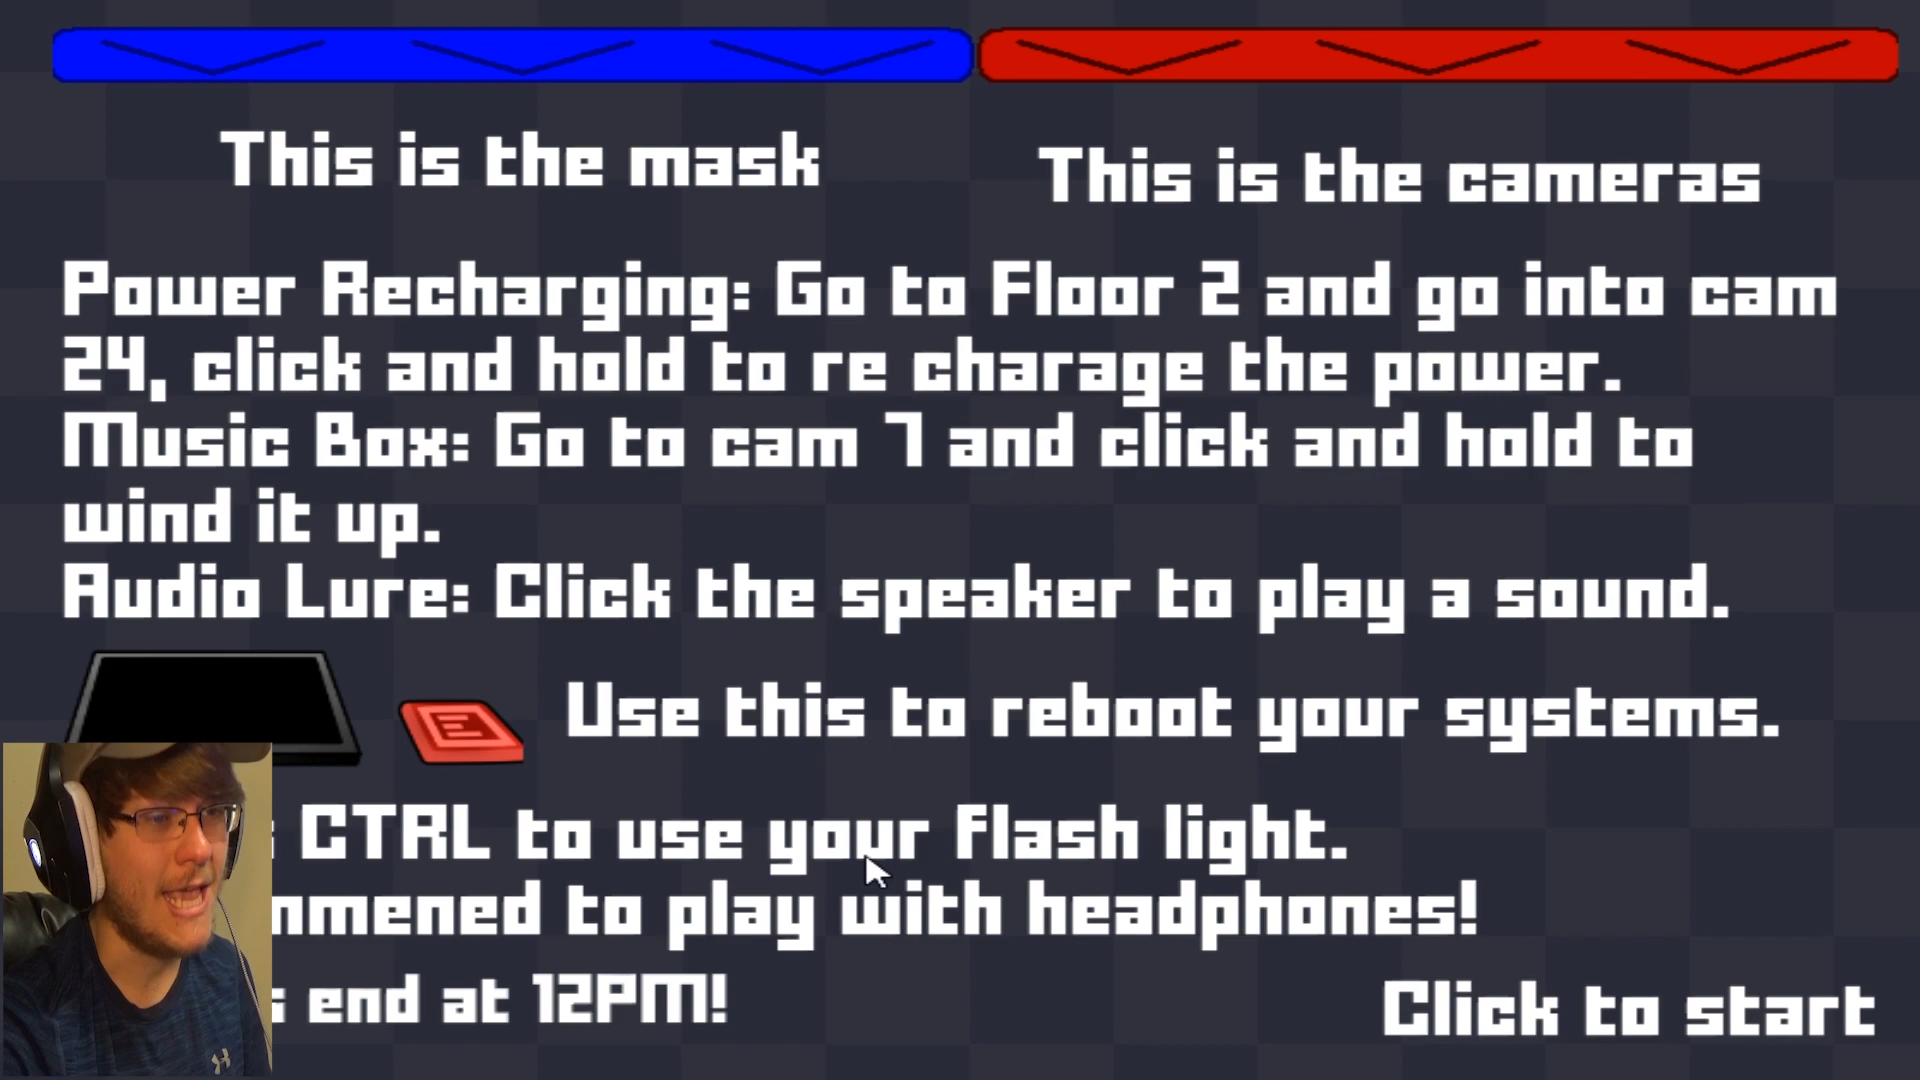 This is the mask
This is the cameras
Power Recharging: Go to Floor 2 and go into cam
24, click and hold to re charage the power.
Music Box: Go to cam 7 and click and hold to
wind it up.
Audio Lure: Click the speaker to play a sound.
E Use this to reboot your systems.
CTRL to use your flash light.
to play with headphones!
end at 12PM!
Click to start